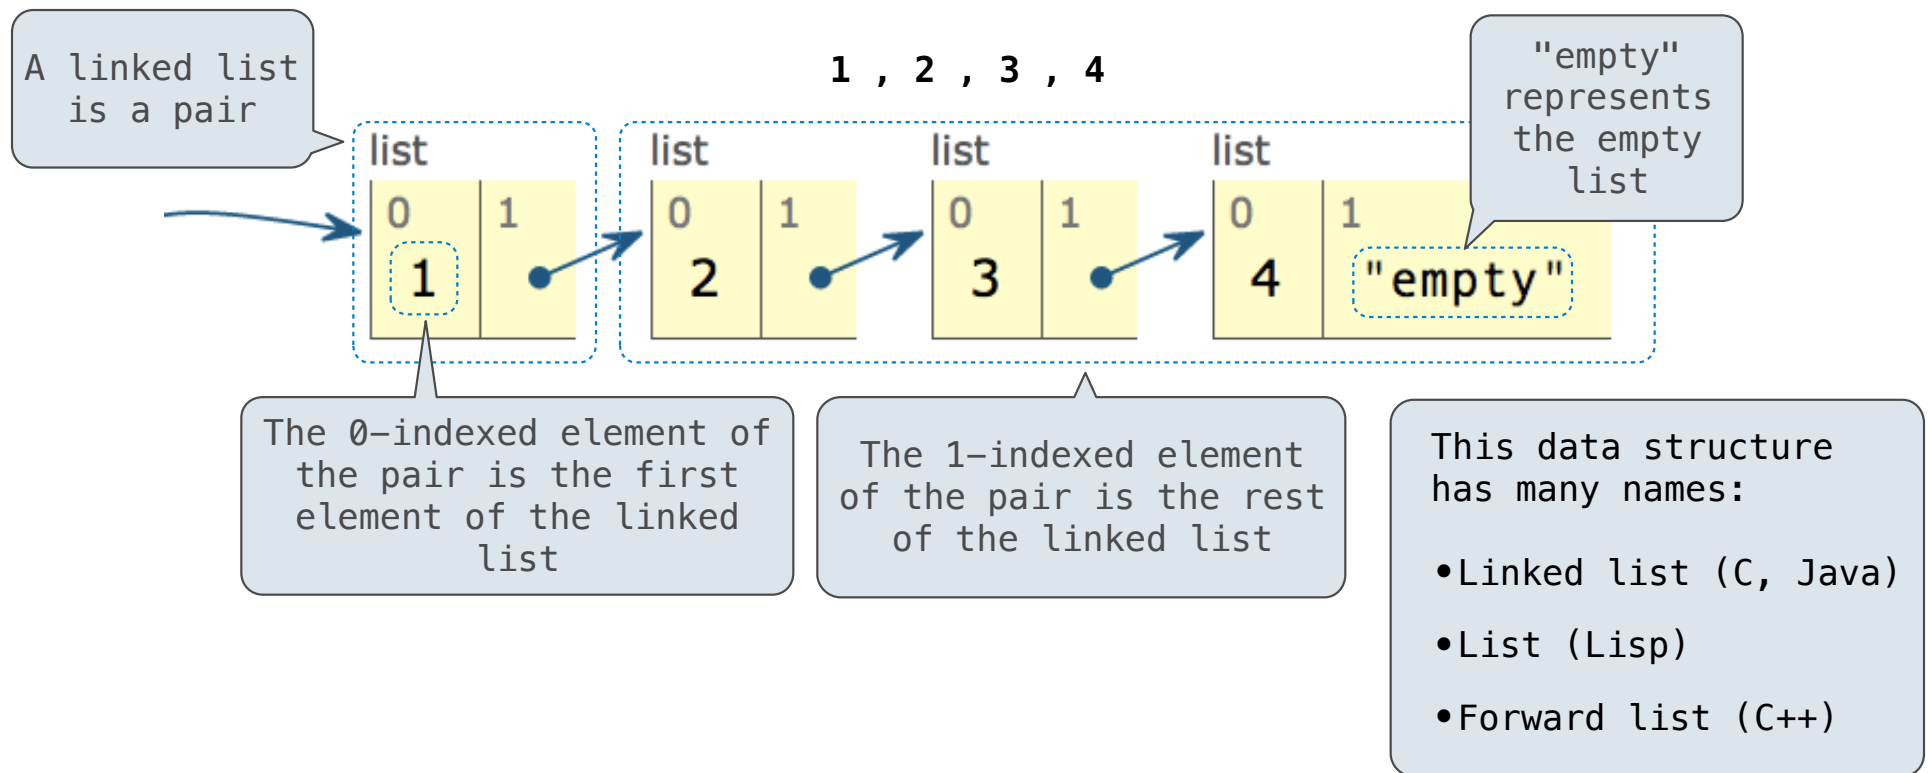 A linked list
is a pair
1 , 2 , 3 , 4
"empty"
represents
the empty
list
list list list list
0 1 0 1 0 1 0 1
1 2 3 4 "empty"
The 0-indexed element of
the pair is the first
element of the linked
list
The 1-indexed element
of the pair is the rest
of the linked list
This data structure
has many names:
•Linked list (C, Java)
•List (Lisp)
•Forward list (C++)